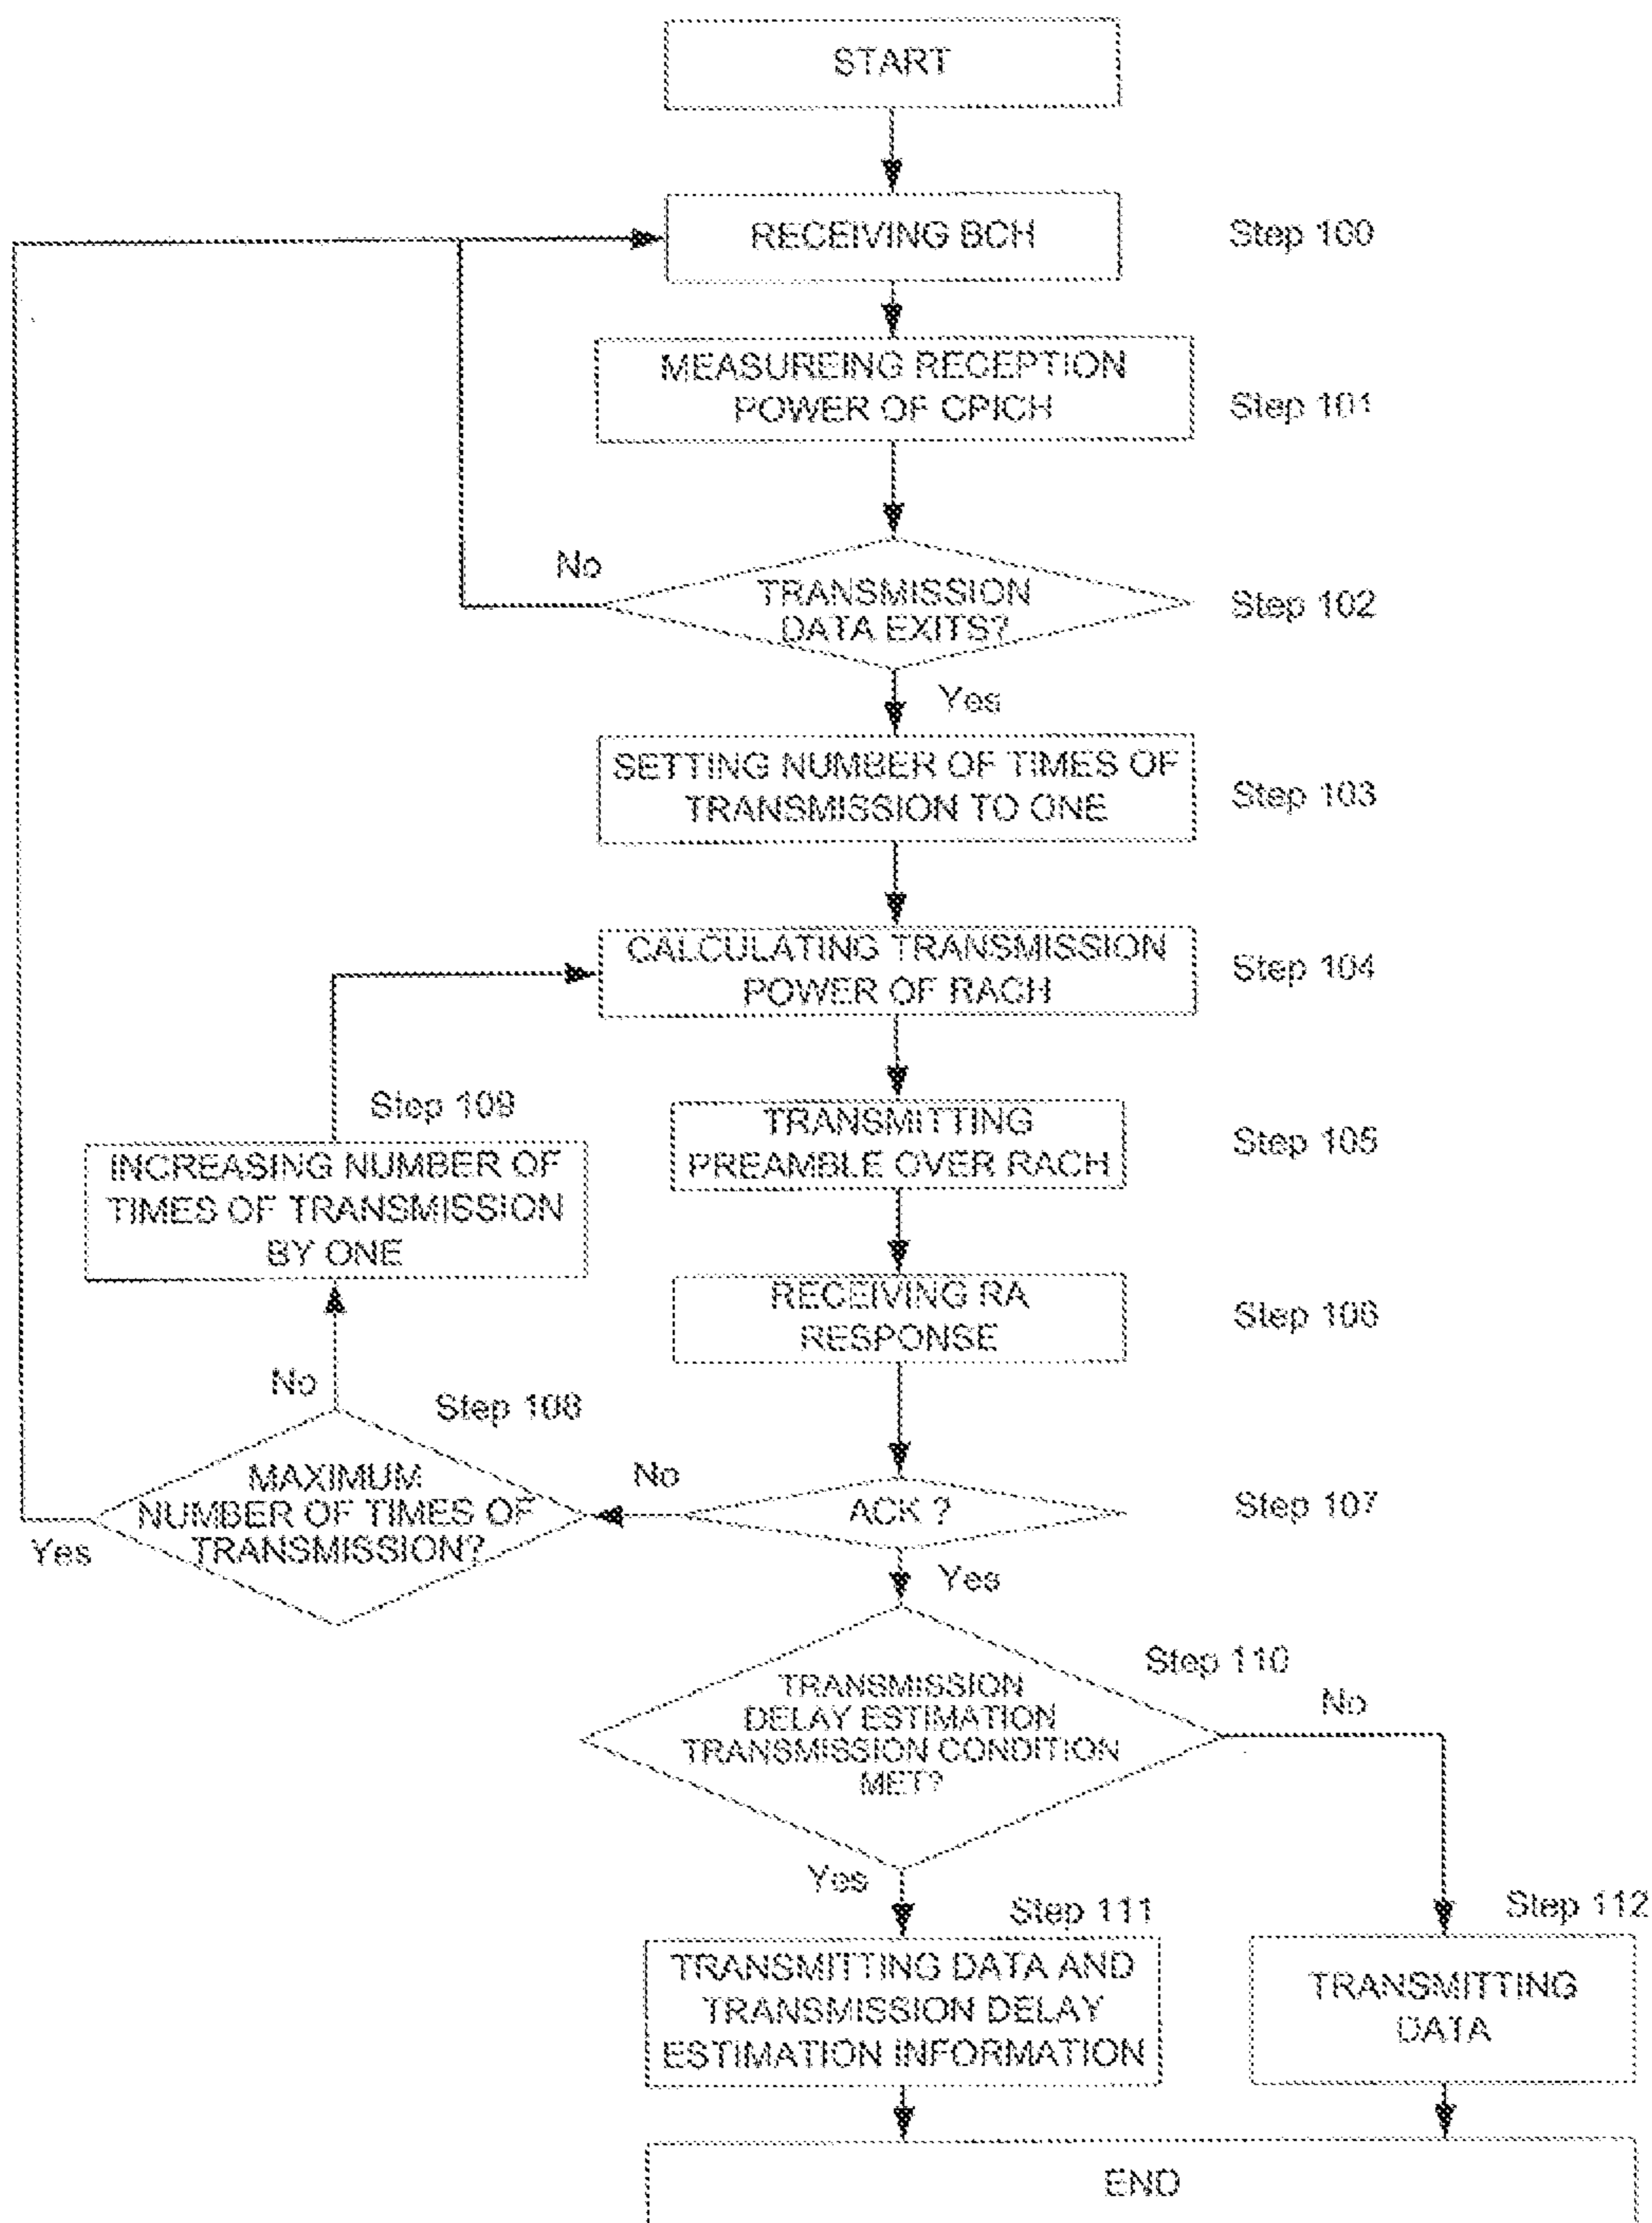 START
RECEIVING BCH
Step 100
MEASUREING RECEPTION
POWER OF CPICH
Step 101
No
TRANSMISSION
DATA EXITS?
Step 102
Yes
SETTING NUMBER OF TIMES OF
TRANSMISSION TO ONE
Step 103
CALCULATING TRANSMISSION
POWER OF RACH
Step 104
Step 109
INCREASING NUMBER OF
TIMES OF TRANSMISSION
BY ONE
TRANSMITTING
PREAMBLE OVER RACH
Step 105
RECEIVING RA
RESPONSE
Step 106
No
Step 108
MAXIMUM
NUMBER OF TIMES OF
TRANSMISSION?
Yes
No
ACK ?
Step 107
Yes
Step 110
TRANSMISSION
DELAY ESTIMATION
TRANSMISSION CONDITION
MET?
No
Yes
Step 111
TRANSMITTING DATA AND
TRANSMISSION DELAY
ESTIMATION INFORMATION
Step 112
TRANSMITTING
DATA
END